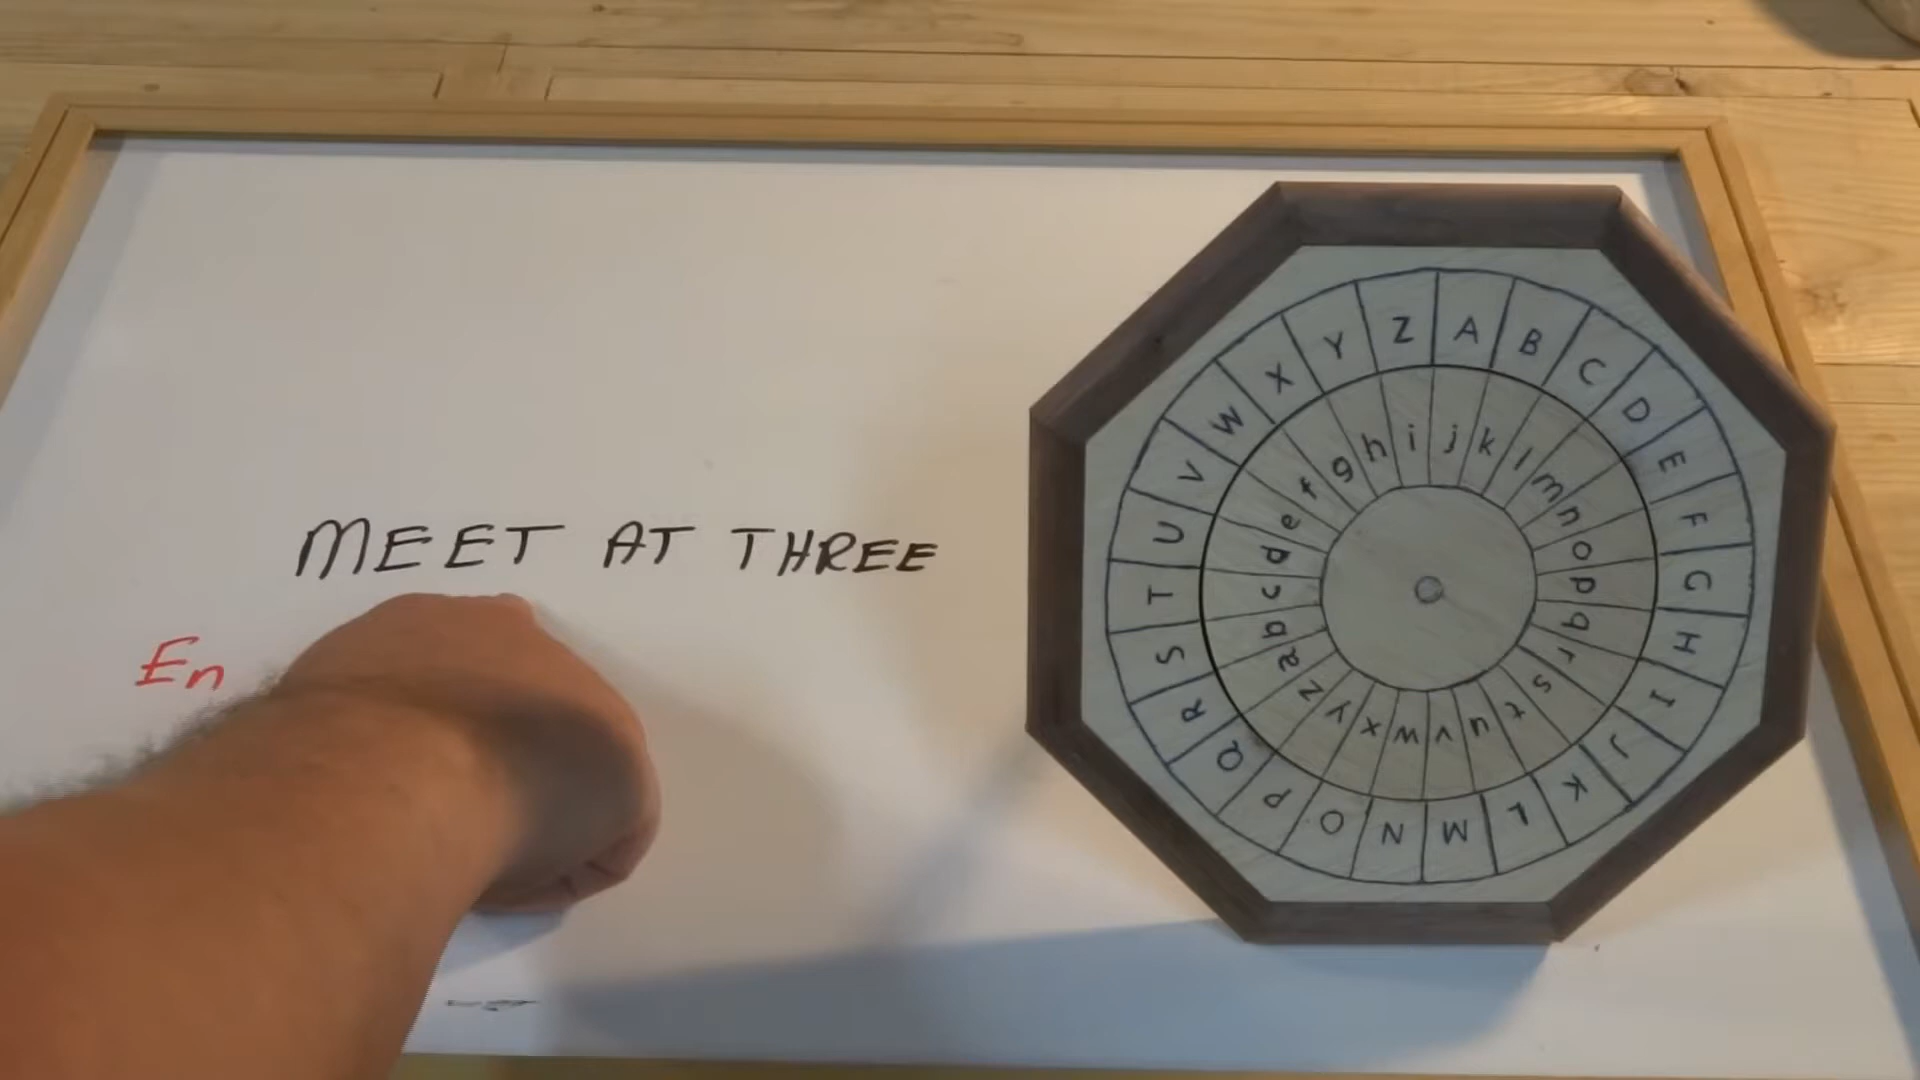 MEET AT THREE
En
A B C D E F G H I J K L M N O P Q R S T U V W X Y Z
a b c d e f g h i j k l m n o p q r s t u v w x y z